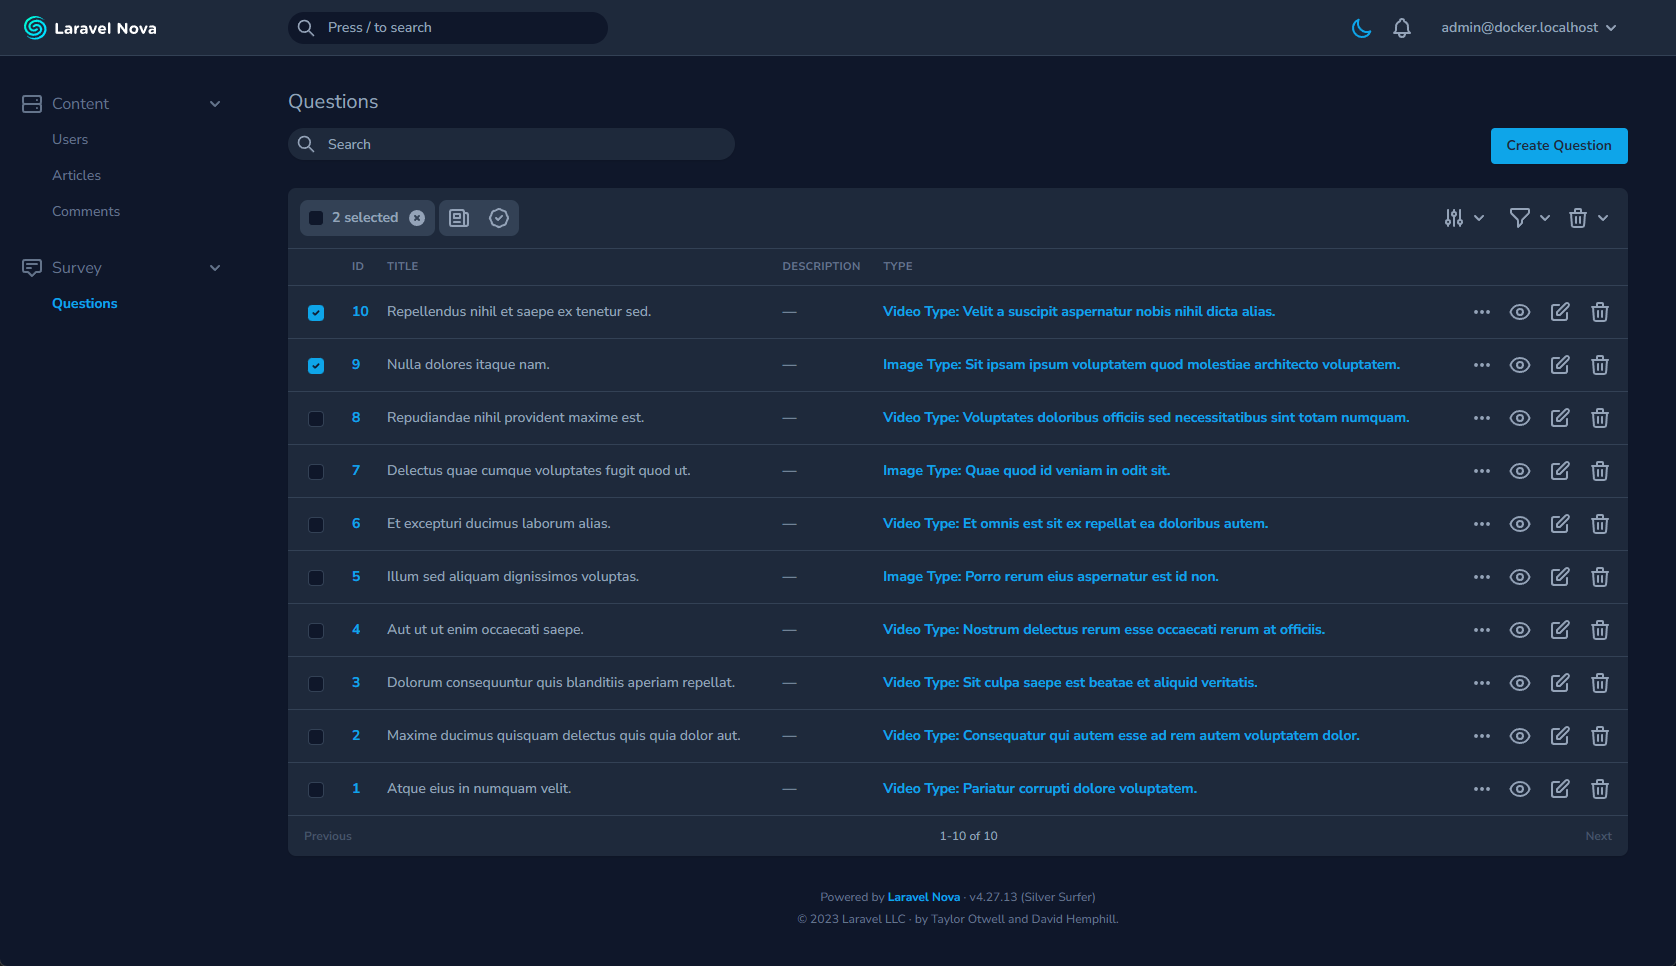 Laravel Nova
Press / to search
admin@docker.localhost
Content
Users
Articles
Comments
Survey
Questions
Questions
Search
Create Question
2 selected
ID TITLE DESCRIPTION TYPE
10 Repellendus nihil et saepe ex tenetur sed. — Video Type: Velit a suscipit aspernatur nobis nihil dicta alias.
9 Nulla dolores itaque nam. — Image Type: Sit ipsam ipsum voluptatem quod molestiae architecto voluptatem.
8 Repudiandae nihil provident maxime est. — Video Type: Voluptates doloribus officiis sed necessitatibus sint totam numquam.
7 Delectus quae cumque voluptates fugit quod ut. — Image Type: Quae quod id veniam in odit sit.
6 Et excepturi ducimus laborum alias. — Video Type: Et omnis est sit ex repellat ea doloribus autem.
5 Illum sed aliquam dignissimos voluptas. — Image Type: Porro rerum eius aspernatur est id non.
4 Aut ut ut enim occaecati saepe. — Video Type: Nostrum delectus rerum esse occaecati rerum at officiis.
3 Dolorum consequuntur quis blanditiis aperiam repellat. — Video Type: Sit culpa saepe est beatae et aliquid veritatis.
2 Maxime ducimus quisquam delectus quis quia dolor aut. — Video Type: Consequatur qui autem esse ad rem autem voluptatem dolor.
1 Atque eius in numquam velit. — Video Type: Pariatur corrupti dolore voluptatem.
Previous 1-10 of 10 Next
Powered by Laravel Nova · v4.27.13 (Silver Surfer)
© 2023 Laravel LLC · by Taylor Otwell and David Hemphill.